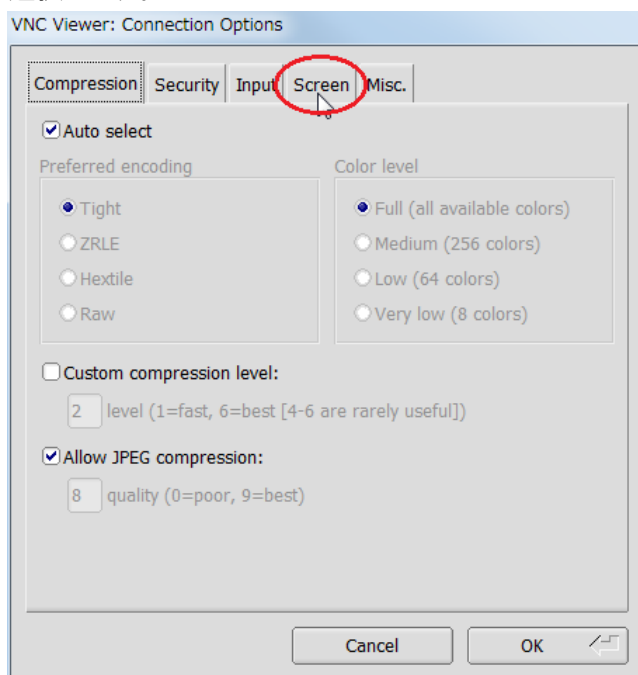 VNC Viewer: Connection Options
Compression Security Input Screen Misc.
Auto select
Preferred encoding
Color level
Tight
Full (all available colors)
ZRLE
Medium (256 colors)
Hextile
Low (64 colors)
Raw
Very low (8 colors)
Custom compression level:
2 level (1=fast, 6=best [4-6 are rarely useful])
Allow JPEG compression:
8 quality (0=poor, 9=best)
Cancel OK